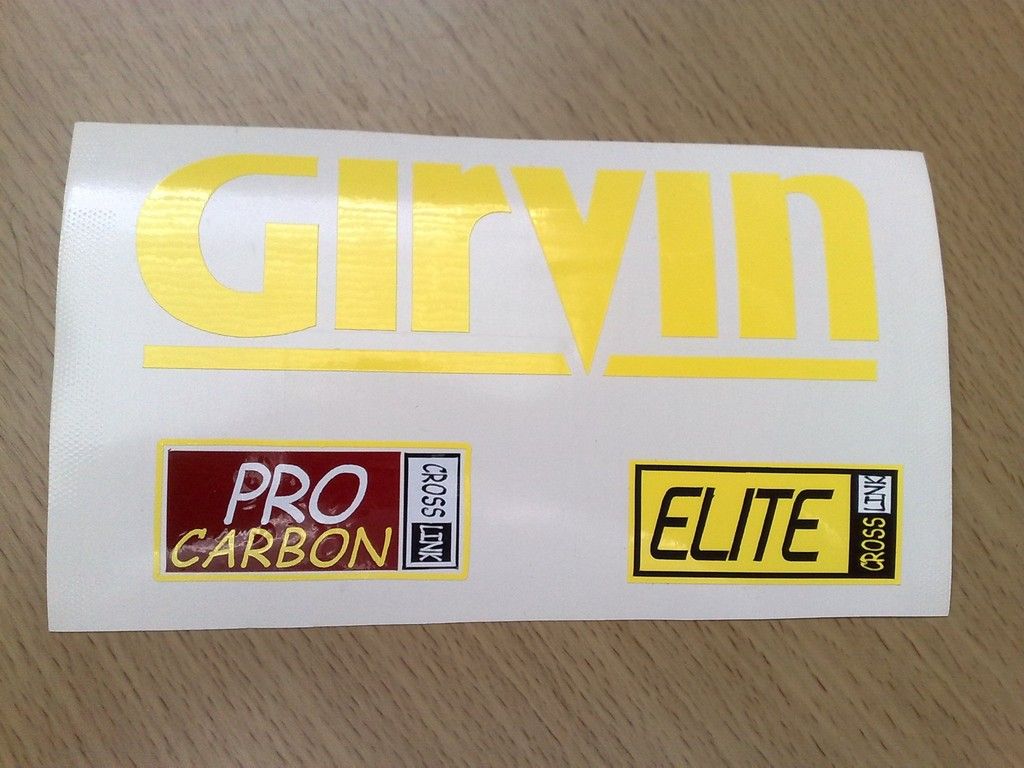 Girvin
PRO
CARBON
CROSS LINK
ELITE
CROSS LINK